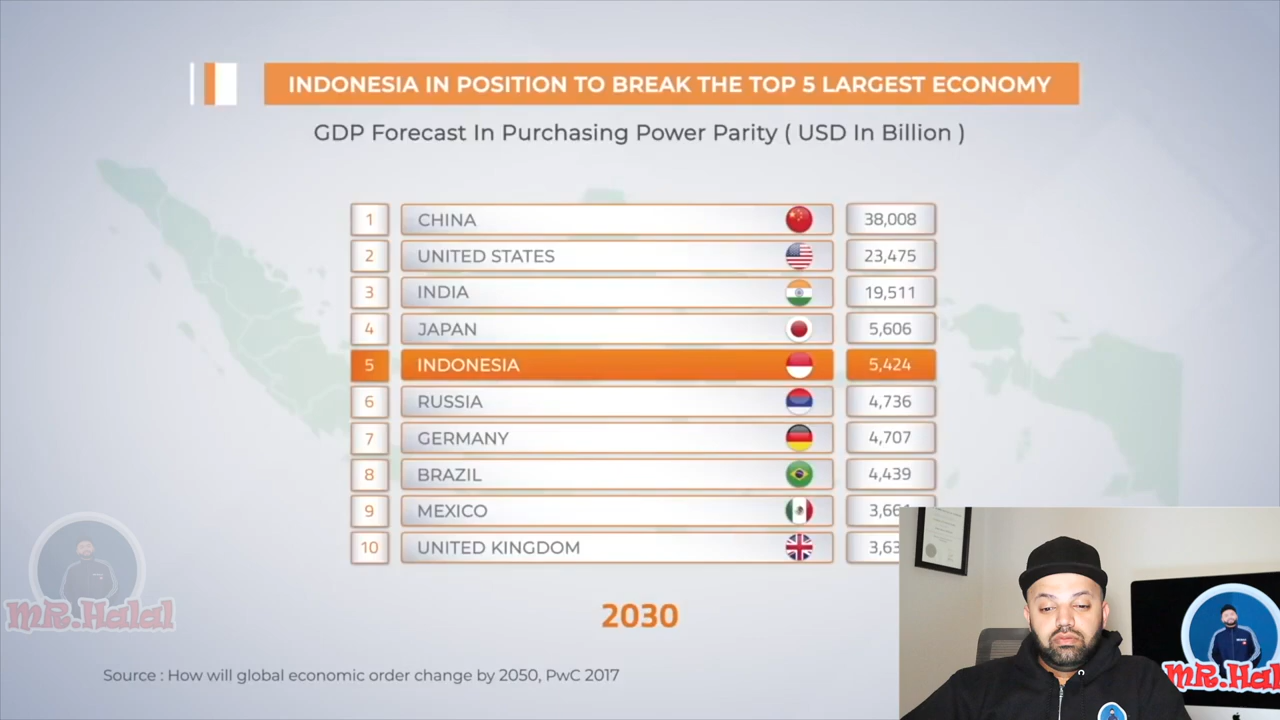 INDONESIA IN POSITION TO BREAK THE TOP 5 LARGEST ECONOMY
GDP Forecast In Purchasing Power Parity ( USD In Billion )
1 CHINA 38,008
2 UNITED STATES 23,475
3 INDIA 19,511
4 JAPAN 5,606
5 INDONESIA 5,424
6 RUSSIA 4,736
7 GERMANY 4,707
8 BRAZIL 4,439
9 MEXICO
10 UNITED KINGDOM
2030
Source : How will global economic order change by 2050, PwC 2017
MR.Halal
MR.Hal